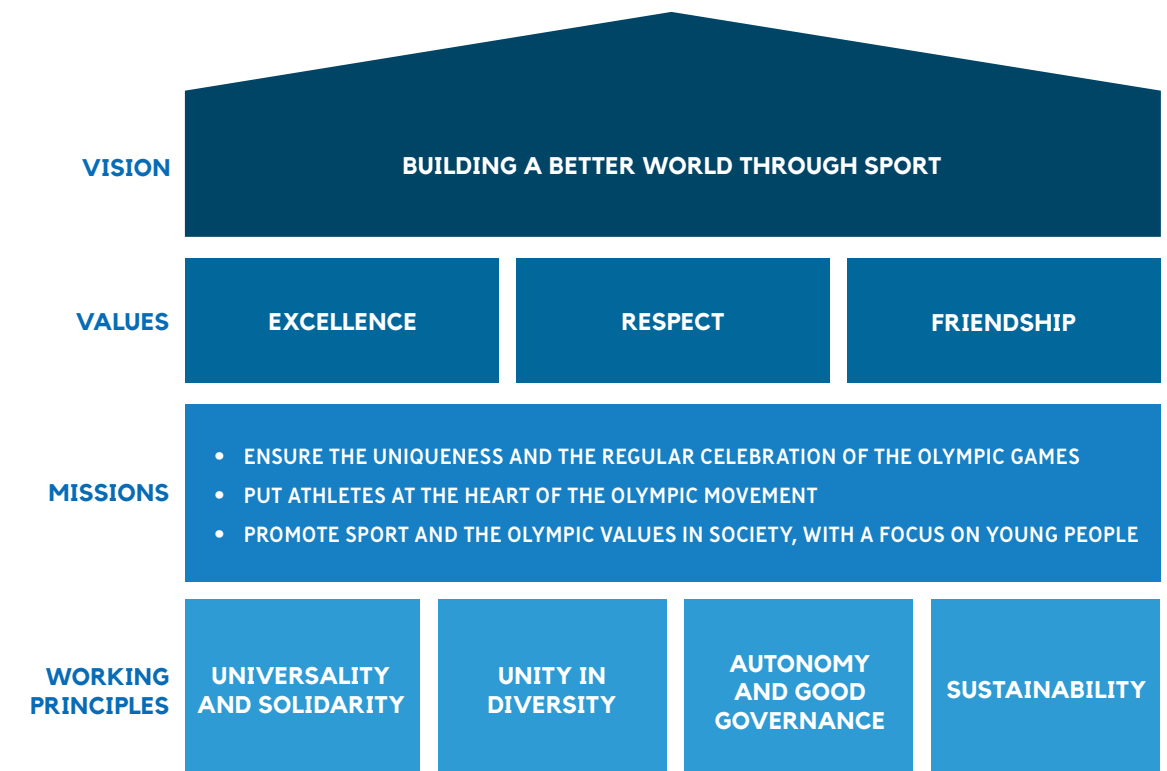 VISION
BUILDING A BETTER WORLD THROUGH SPORT
VALUES
EXCELLENCE
RESPECT
FRIENDSHIP
MISSIONS
• ENSURE THE UNIQUENESS AND THE REGULAR CELEBRATION OF THE OLYMPIC GAMES
• PUT ATHLETES AT THE HEART OF THE OLYMPIC MOVEMENT
• PROMOTE SPORT AND THE OLYMPIC VALUES IN SOCIETY, WITH A FOCUS ON YOUNG PEOPLE
WORKING
PRINCIPLES
UNIVERSALITY
AND SOLIDARITY
UNITY IN
DIVERSITY
AUTONOMY
AND GOOD
GOVERNANCE
SUSTAINABILITY